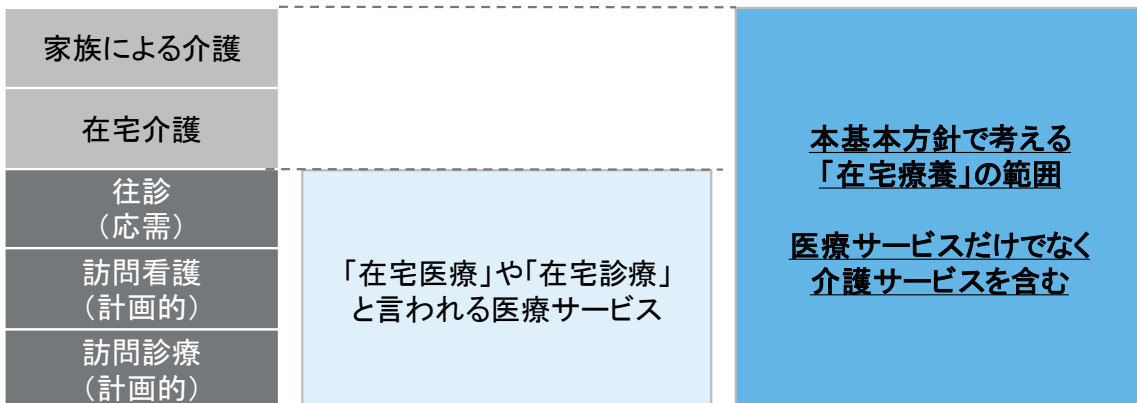 家族による介護
在宅介護
往診
（応需）
訪問看護
（計画的）
訪問診療
（計画的）
「在宅医療」や「在宅診療」
と言われる医療サービス
本基本方針で考える
「在宅療養」の範囲
医療サービスだけでなく
介護サービスを含む